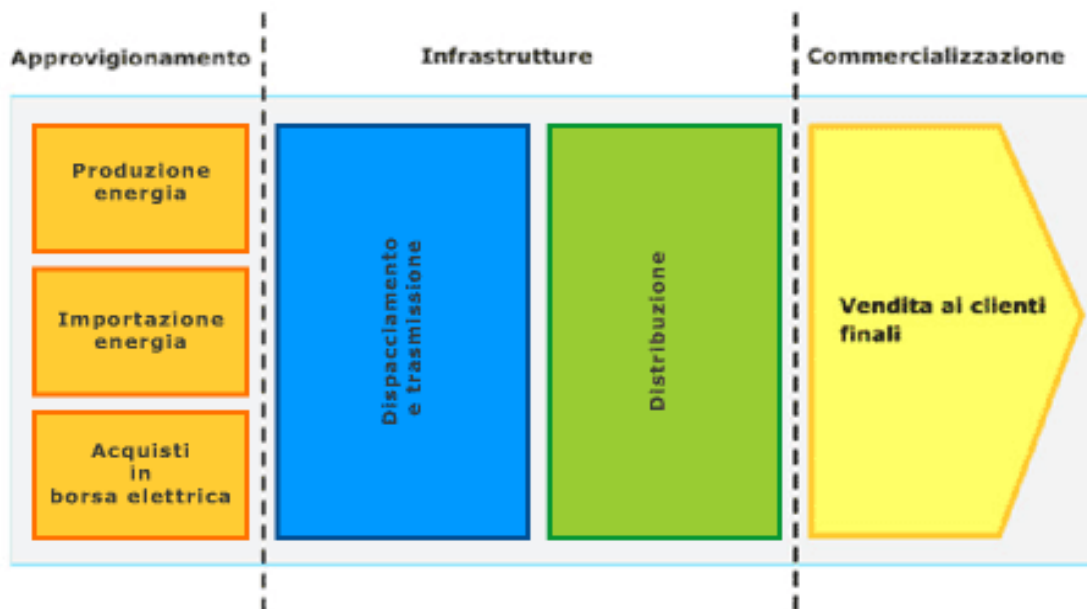 Approvigionamento
Infrastrutture
Commercializzazione
Produzione
energia
Importazione
energia
Acquisti
in
borsa elettrica
Dispacciamento
e trasmissione
Distribuzione
Vendita ai clienti
finali